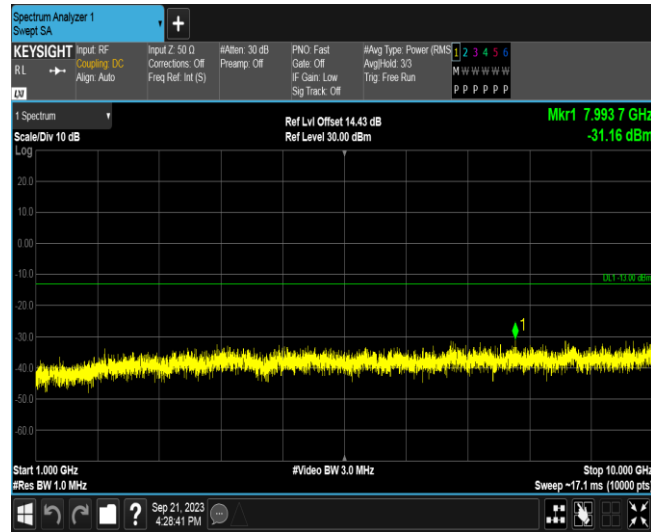 Spectrum Analyzer 1
Swept SA
+
KEYSIGHT
RL
LXI
Input: RF
Coupling: DC
Align: Auto
Input Z: 50 Ω
Corrections: Off
Freq Ref: Int (S)
#Atten: 30 dB
Preamp: Off
PNO: Fast
Gate: Off
IF Gain: Low
Sig Track: Off
#Avg Type: Power (RMS
Avg|Hold: 3/3
Trig: Free Run
1 2 3 4 5 6
M W W W W W
P P P P P P
1 Spectrum
Scale/Div 10 dB
Log
Ref Lvl Offset 14.43 dB
Ref Level 30.00 dBm
Mkr1 7.993 7 GHz
-31.16 dBm
20.0
10.0
0.00
-10.0
DL1 -13.00 dBm
-20.0
-30.0
1
-40.0
-50.0
-60.0
Start 1.000 GHz
#Video BW 3.0 MHz
Stop 10.000 GHz
#Res BW 1.0 MHz
Sweep ~17.1 ms (10000 pts)
?
Sep 21, 2023
4:28:41 PM